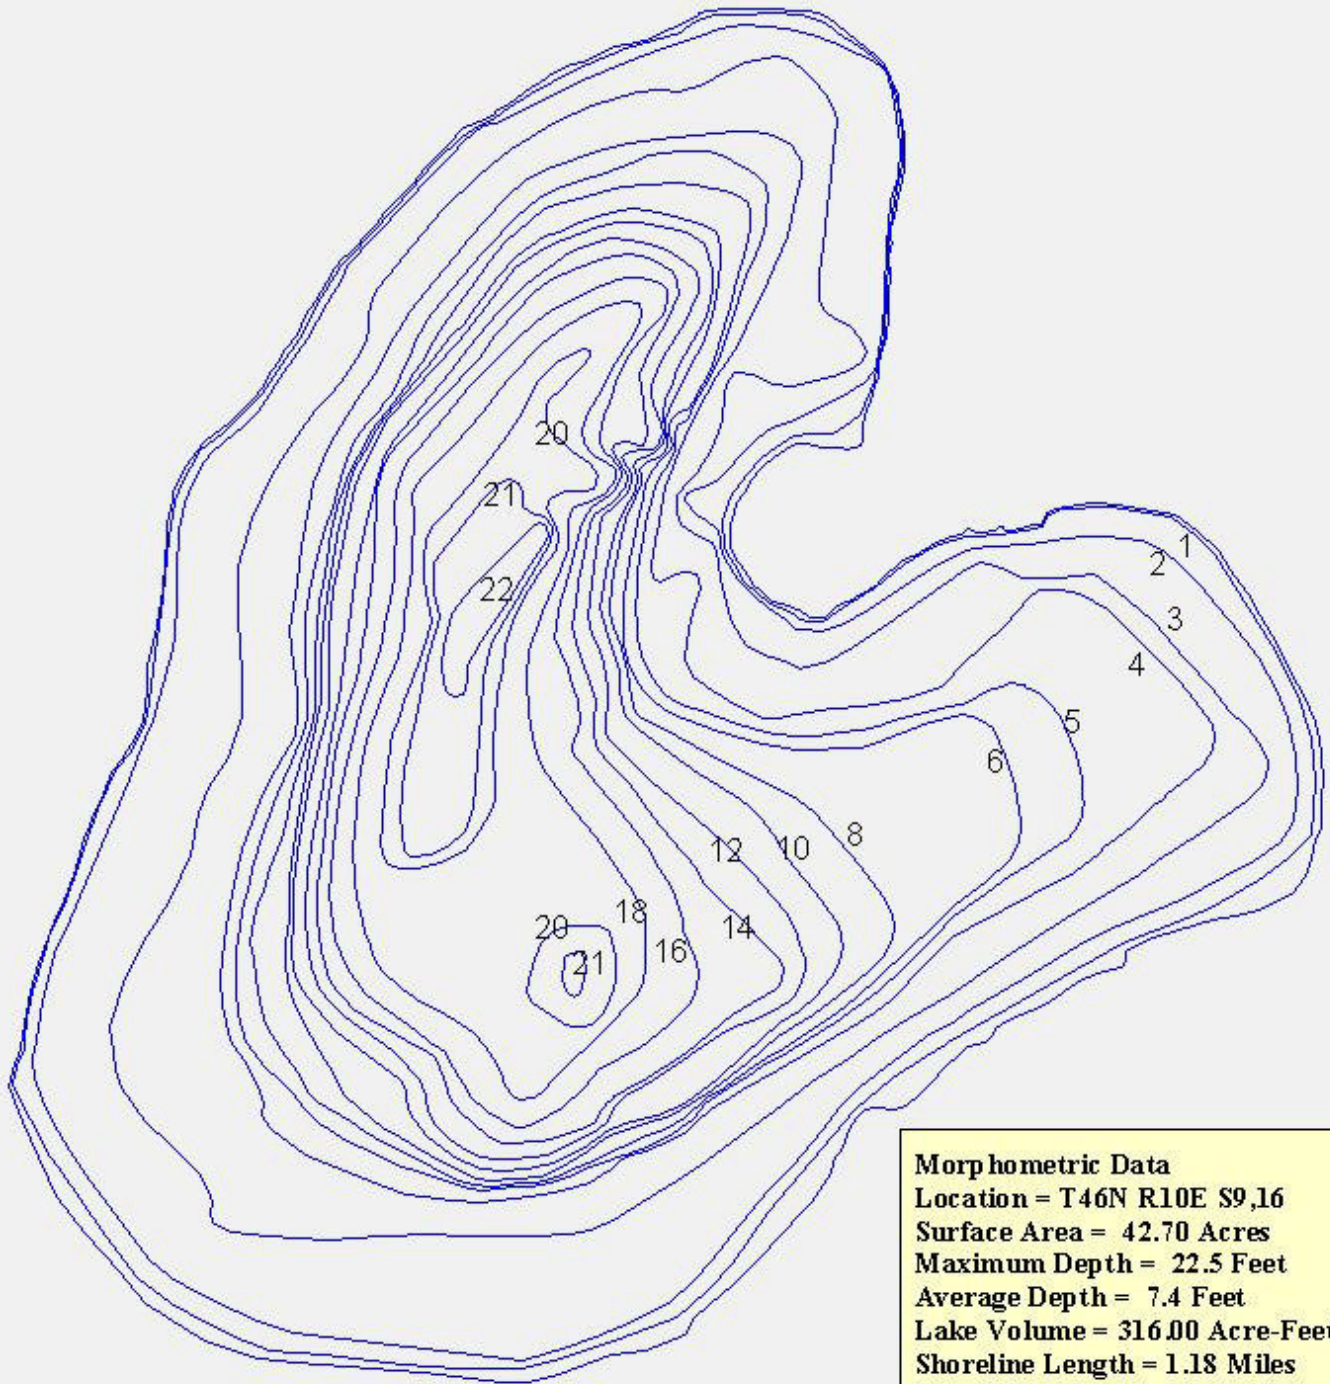 1
2
3
4
5
6
8
10
12
14
16
18
20
21
22
20
21
Morphometric Data
Location = T46N R10E S9,16
Surface Area = 42.70 Acres
Maximum Depth = 22.5 Feet
Average Depth = 7.4 Feet
Lake Volume = 316.00 Acre-Feet
Shoreline Length = 1.18 Miles